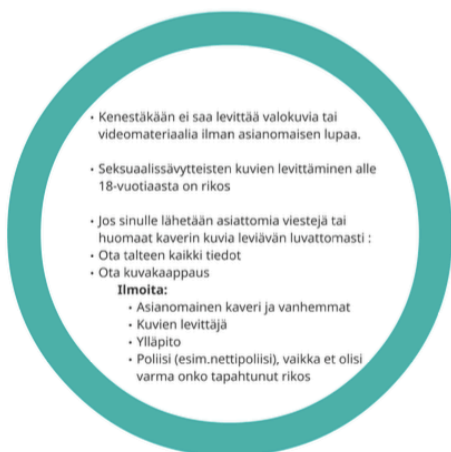 • Kenestäkään ei saa levittää valokuvia tai
videomateriaalia ilman asianomaisen lupaa.
• Seksuaalissävytteisten kuvien levittäminen alle
18-vuotiaasta on rikos
• Jos sinulle lähetään asiattomia viestejä tai
huomaat kaverin kuvia leviävän luvattomasti :
• Ota talteen kaikki tiedot
• Ota kuvakaappaus
Ilmoita:
• Asianomainen kaveri ja vanhemmat
• Kuvien levittäjä
• Ylläpito
• Poliisi (esim.nettipoliisi), vaikka et olisi
varma onko tapahtunut rikos